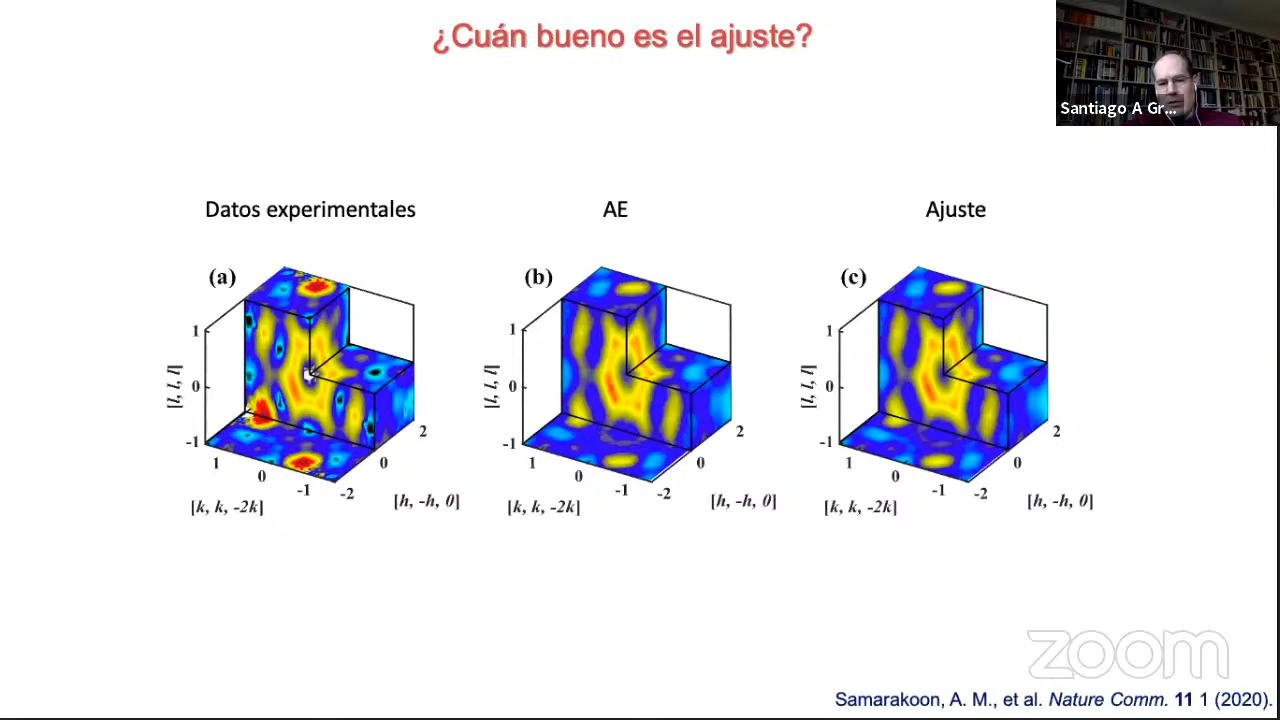 ¿Cuán bueno es el ajuste?
Santiago A Gr...
Datos experimentales
AE
Ajuste
(a)
(b)
(c)
1
0
-1
[l, l, l]
1
0
-1
[k, k, -2k]
2
0
-2
[h, -h, 0]
1
0
-1
[l, l, l]
1
0
-1
[k, k, -2k]
2
0
-2
[h, -h, 0]
1
0
-1
[l, l, l]
1
0
-1
[k, k, -2k]
2
0
-2
[h, -h, 0]
zoom
Samarakoon, A. M., et al. Nature Comm. 11 1 (2020).